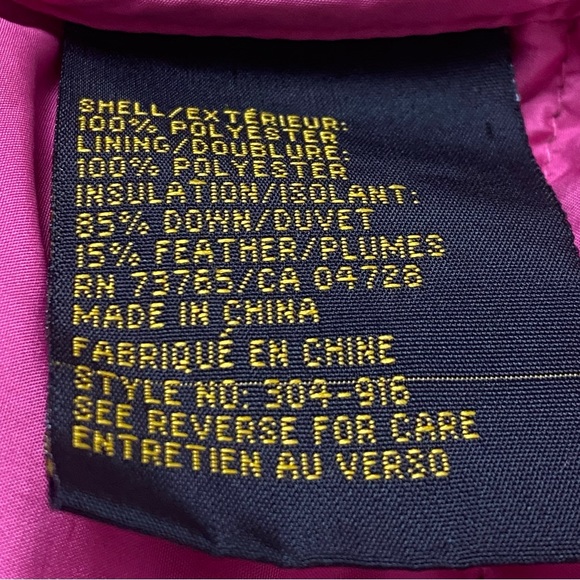 SHELL/EXTÉRIEUR:
100% POLYESTER
LINING/DOUBLURE:
100% POLYESTER
INSULATION/ISOLANT:
85% DOWN/DUVET
15% FEATHER/PLUMES
RN 73765/CA 04728
MADE IN CHINA
FABRIQUÉ EN CHINE
STYLE NO: 304-916
SEE REVERSE FOR CARE
ENTRETIEN AU VERSO